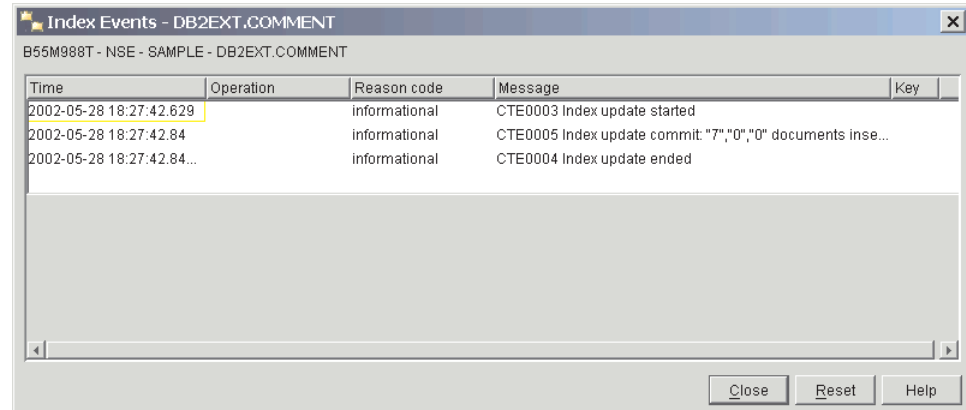 Index Events - DB2EXT.COMMENT
B55M988T - NSE - SAMPLE - DB2EXT.COMMENT
Time Operation Reason code Message Key
2002-05-28 18:27:42.629 informational CTE0003 Index update started
2002-05-28 18:27:42.84 informational CTE0005 Index update commit: "7","0","0" documents inse...
2002-05-28 18:27:42.84... informational CTE0004 Index update ended
Close Reset Help